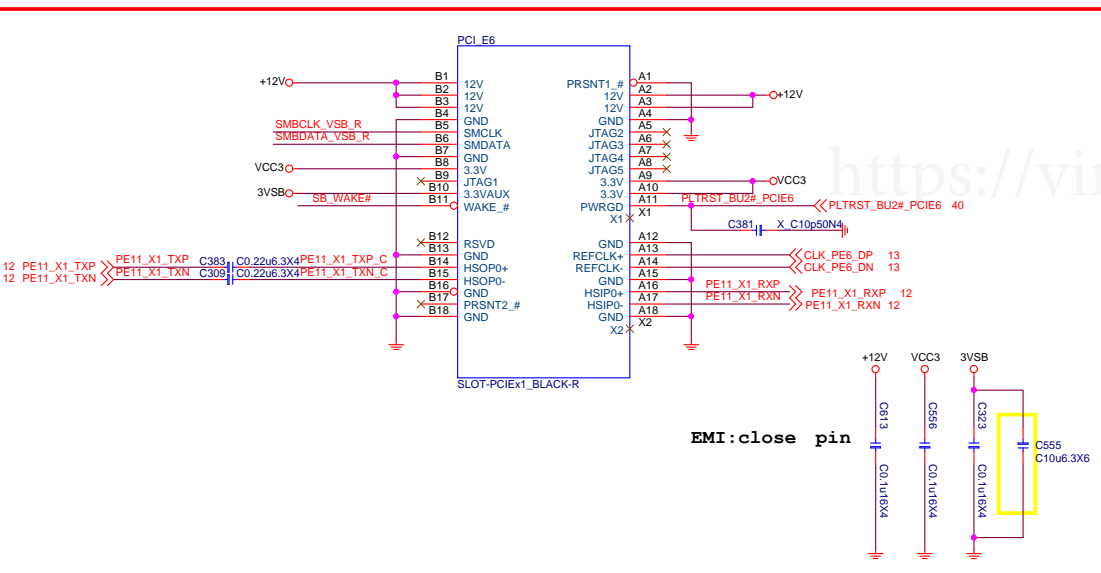 PCI_E6
+12V
B1 12V
B2 12V
B3 12V
B4 GND
SMBCLK_VSB_R B5 SMCLK
SMBDATA_VSB_R B6 SMDATA
B7 GND
VCC3 B8 3.3V
B9 JTAG1
3VSB B10 3.3VAUX
SB_WAKE# B11 WAKE_#
B12 RSVD
B13 GND
12 PE11_X1_TXP PE11_X1_TXP C383 C0.22u6.3X4 PE11_X1_TXP_C B14 HSOP0+
12 PE11_X1_TXN PE11_X1_TXN C309 C0.22u6.3X4 PE11_X1_TXN_C B15 HSOP0-
B16 GND
B17 PRSNT2_#
B18 GND
PRSNT1_# A1
12V A2 +12V
12V A3
GND A4
JTAG2 A5
JTAG3 A6
JTAG4 A7
JTAG5 A8
3.3V A9 VCC3
3.3V A10
PWRGD A11 PLTRST_BU2#_PCIE6 PLTRST_BU2#_PCIE6 40
X1 X1
C381 X_C10p50N4
GND A12
REFCLK+ A13 CLK_PE6_DP 13
REFCLK- A14 CLK_PE6_DN 13
GND A15
HSIP0+ A16 PE11_X1_RXP PE11_X1_RXP 12
HSIP0- A17 PE11_X1_RXN PE11_X1_RXN 12
GND A18
X2 X2
SLOT-PCIEx1_BLACK-R
https://vi
EMI:close pin
+12V VCC3 3VSB
C613 C0.1u16X4
C556 C0.1u16X4
C323 C0.1u16X4
C555
C10u6.3X6